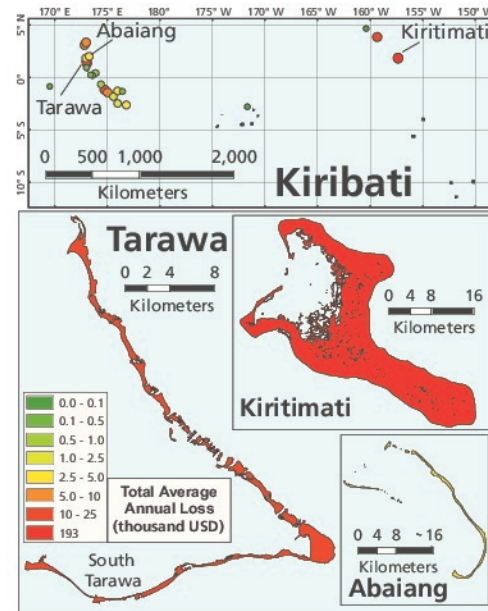 170°E 175°E 180° 175°W 170°W 165°W 160°W
5°N
Abaiang
Kiritimati
0°
Tarawa
5°S
0 500 1,000 2,000
Kilometers
10°S
Kiribati
Tarawa
0 2 4 8
Kilometers
0 4 8 16
Kilometers
Kiritimati
0.0 - 0.1
0.1 - 0.5
0.5 - 1.0
1.0 - 2.5
2.5 - 5.0
5.0 - 10
10 - 25
193
Total Average
Annual Loss
(thousand USD)
South
Tarawa
0 4 8 16
Kilometers
Abaiang